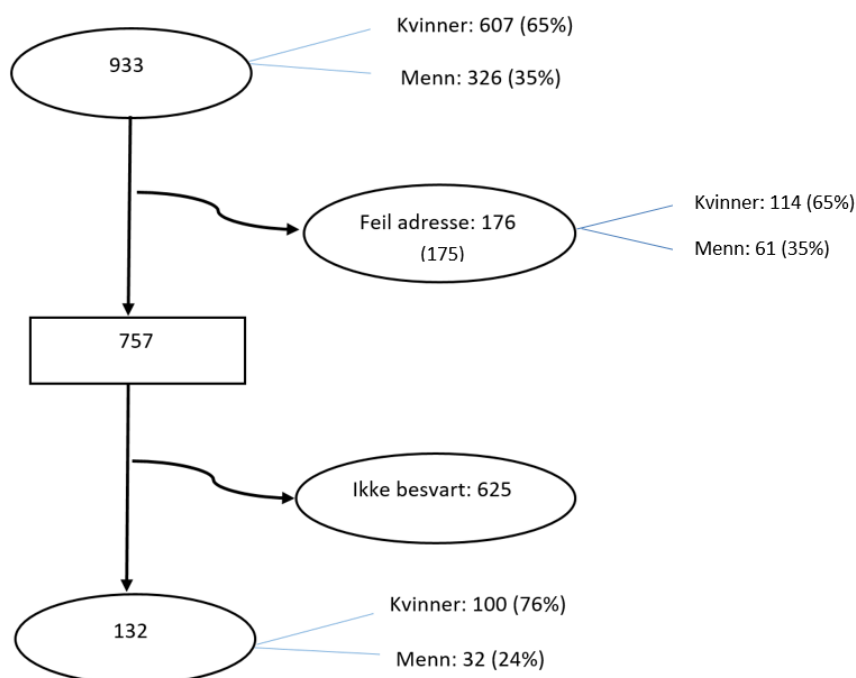 933
Kvinner: 607 (65%)
Menn: 326 (35%)
Feil adresse: 176
(175)
Kvinner: 114 (65%)
Menn: 61 (35%)
757
Ikke besvart: 625
132
Kvinner: 100 (76%)
Menn: 32 (24%)